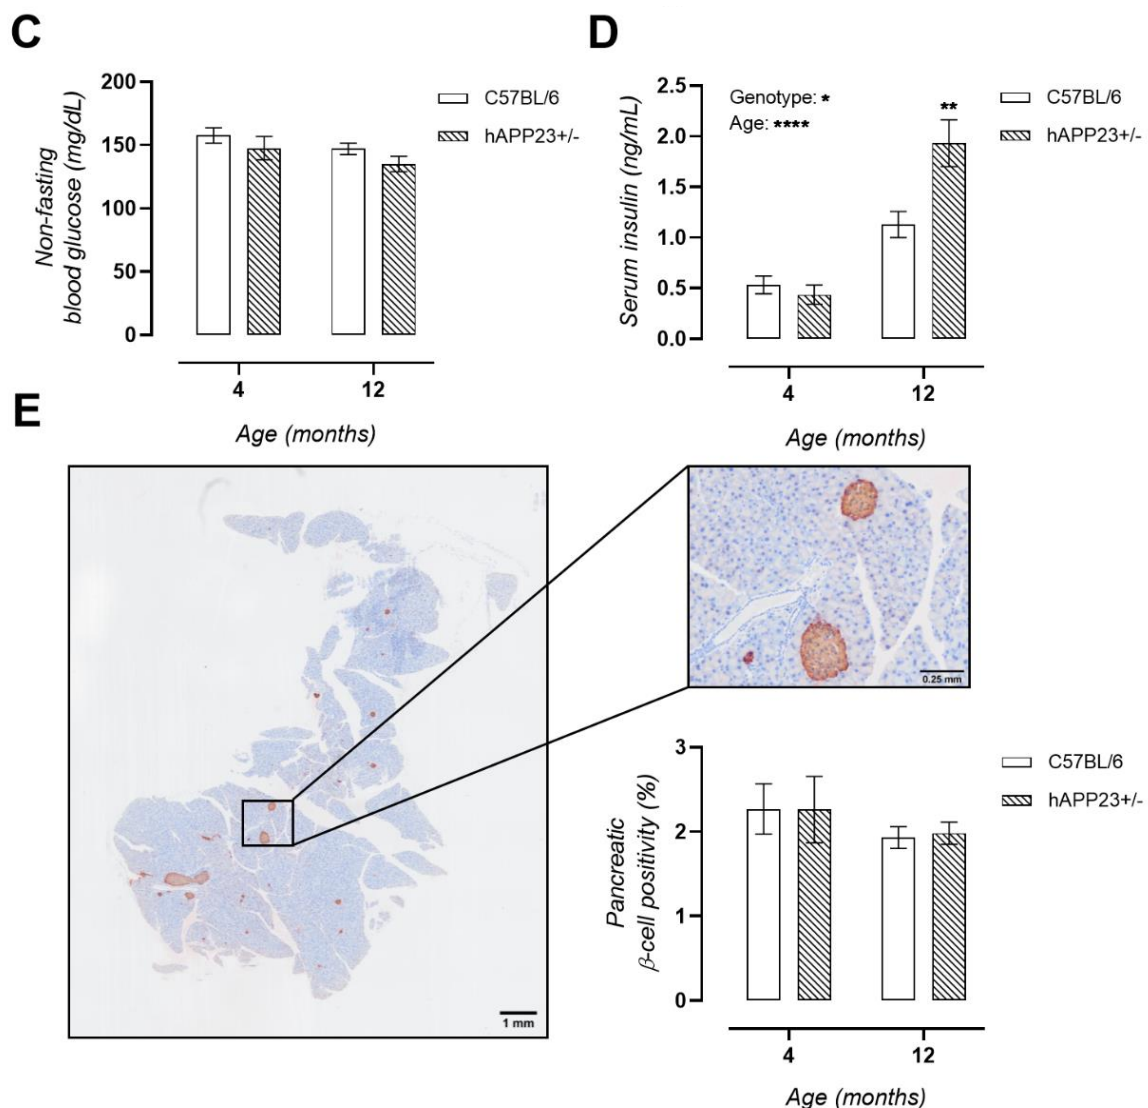 C
Non-fasting
blood glucose (mg/dL)
200
150
100
50
0
C57BL/6
hAPP23+/-
4
12
Age (months)
D
Serum insulin (ng/mL)
2.5
2.0
1.5
1.0
0.5
0.0
Genotype: *
Age: ****
**
C57BL/6
hAPP23+/-
4
12
Age (months)
E
1 mm
0.25 mm
Pancreatic
β-cell positivity (%)
3
2
1
0
C57BL/6
hAPP23+/-
4
12
Age (months)